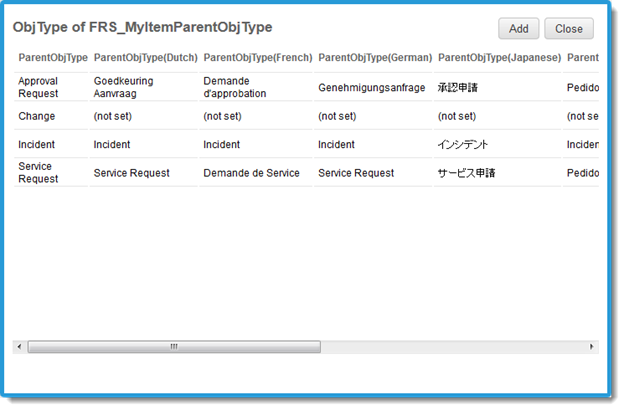 ObjType of FRS_MyItemParentObjType Add Close
ParentObjType ParentObjType(Dutch) ParentObjType(French) ParentObjType(German) ParentObjType(Japanese) Parent
Approval Request Goedkeuring Aanvraag Demande d'approbation Genehmigungsanfrage 承認申請 Pedido
Change (not set) (not set) (not set) (not set) (not se
Incident Incident Incident Incident インシデント Inciden
Service Request Service Request Demande de Service Service Request サービス申請 Pedido